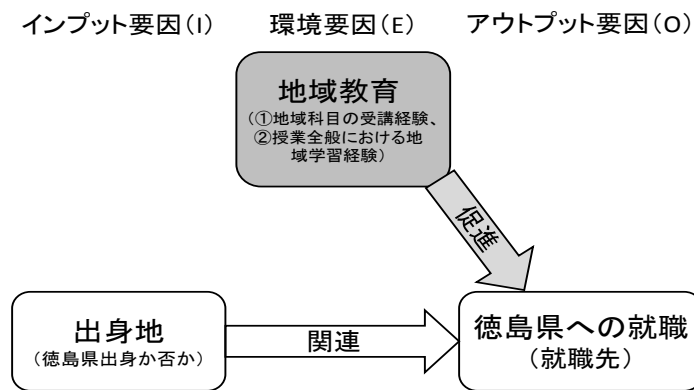 インプット要因(I)
環境要因(E)
アウトプット要因(O)
地域教育
(①地域科目の受講経験、
②授業全般における地
域学習経験)
促進
出身地
(徳島県出身か否か)
関連
徳島県への就職
(就職先)